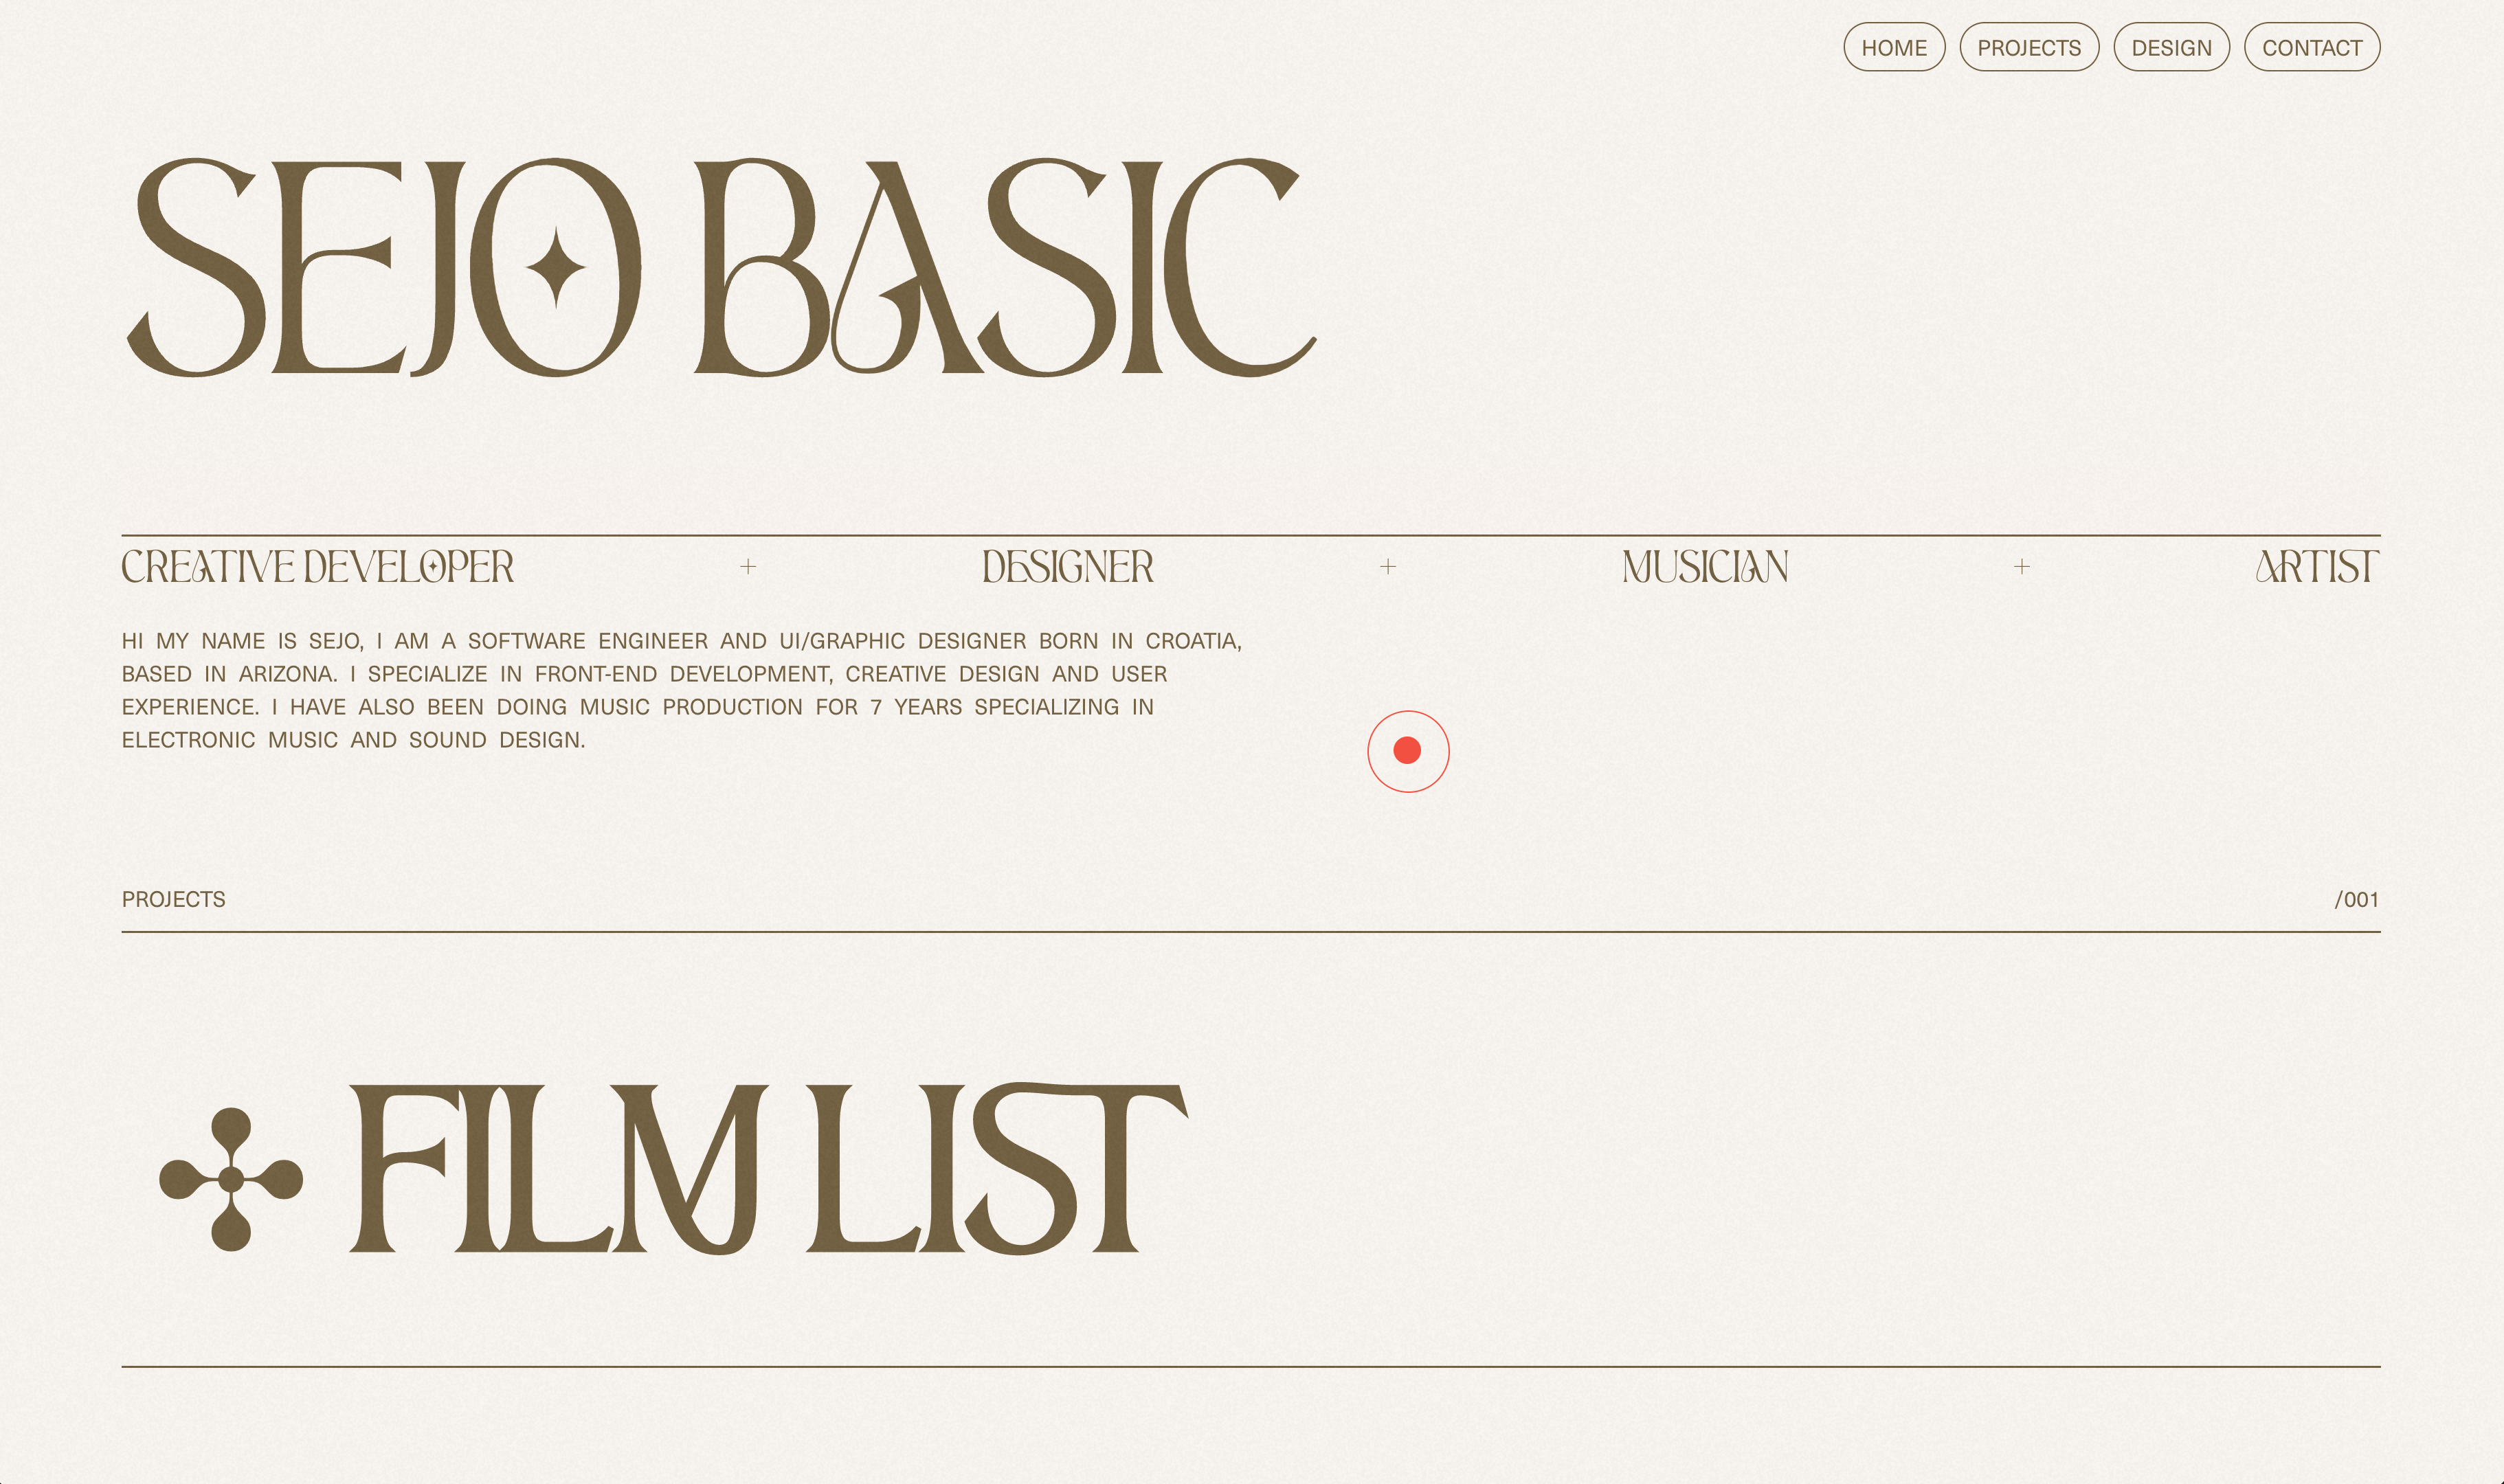 HOME PROJECTS DESIGN CONTACT
SEJO BASIC
CREATIVE DEVELOPER + DESIGNER + MUSICIAN + ARTIST
HI MY NAME IS SEJO, I AM A SOFTWARE ENGINEER AND UI/GRAPHIC DESIGNER BORN IN CROATIA,
BASED IN ARIZONA. I SPECIALIZE IN FRONT-END DEVELOPMENT, CREATIVE DESIGN AND USER
EXPERIENCE. I HAVE ALSO BEEN DOING MUSIC PRODUCTION FOR 7 YEARS SPECIALIZING IN
ELECTRONIC MUSIC AND SOUND DESIGN.
PROJECTS /001
FILM LIST